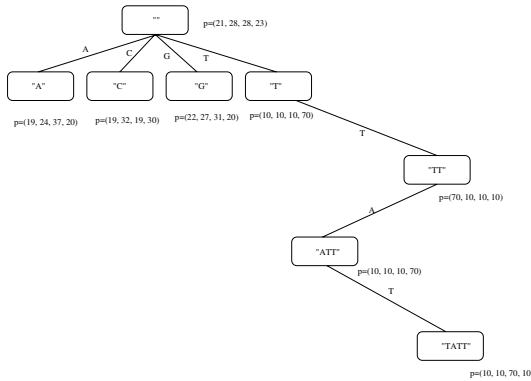 ""
p=(21, 28, 28, 23)
A
C
G
T
"A"
"C"
"G"
"T"
p=(19, 24, 37, 20)
p=(19, 32, 19, 30)
p=(22, 27, 31, 20)
p=(10, 10, 10, 70)
T
"TT"
p=(70, 10, 10, 10)
A
"ATT"
p=(10, 10, 10, 70)
T
"TATT"
p=(10, 10, 70, 10